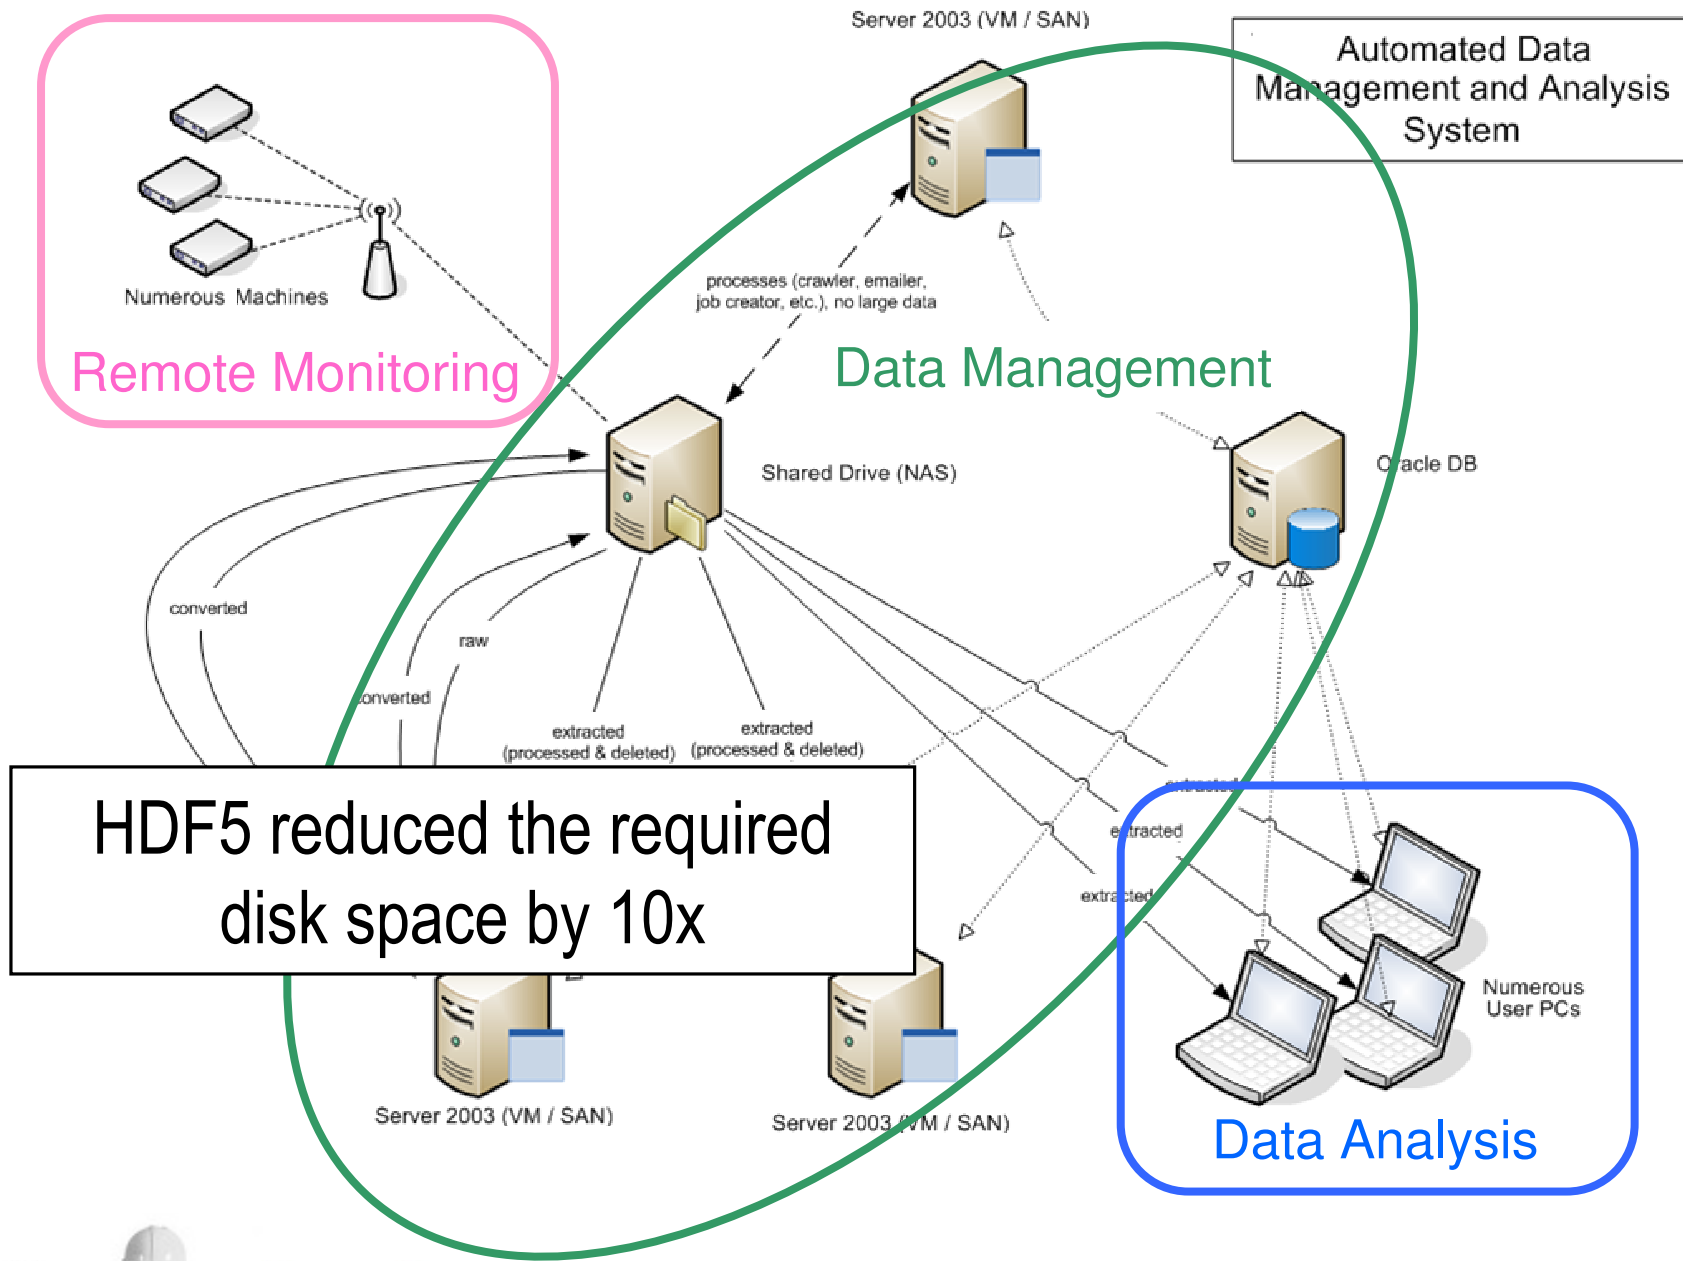 Server 2003 (VM / SAN)
Automated Data
Management and Analysis
System
Numerous Machines
Remote Monitoring
processes (crawler, emailer,
job creator, etc.), no large data
Data Management
Shared Drive (NAS)
Oracle DB
converted
raw
converted
extracted
(processed & deleted)
extracted
(processed & deleted)
extracted
extracted
extracted
HDF5 reduced the required
disk space by 10x
Numerous
User PCs
Server 2003 (VM / SAN)
Server 2003 (VM / SAN)
Data Analysis